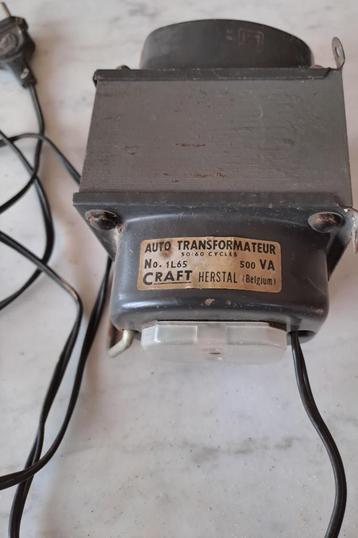 AUTO TRANSFORMATEUR
50-60 CYCLES
No. 1L65 500 VA
CRAFT HERSTAL (Belgium)